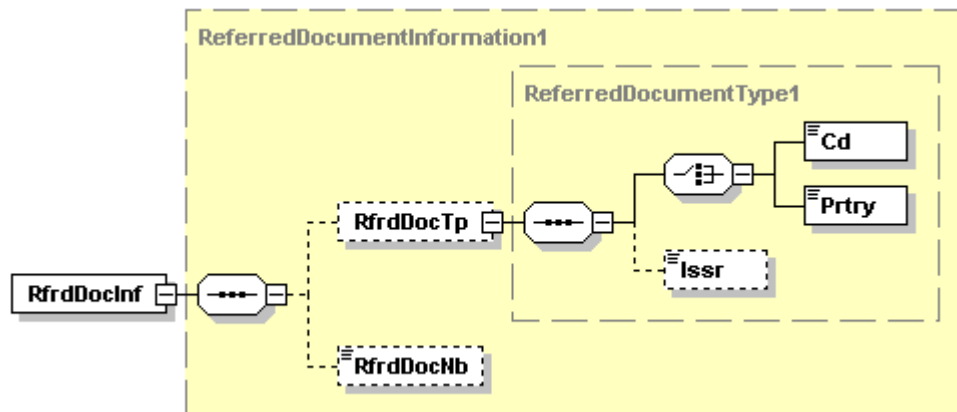 ReferredDocumentInformation1
ReferredDocumentType1
Cd
Prtry
RfrdDocTp
Issr
RfrdDocInf
RfrdDocNb